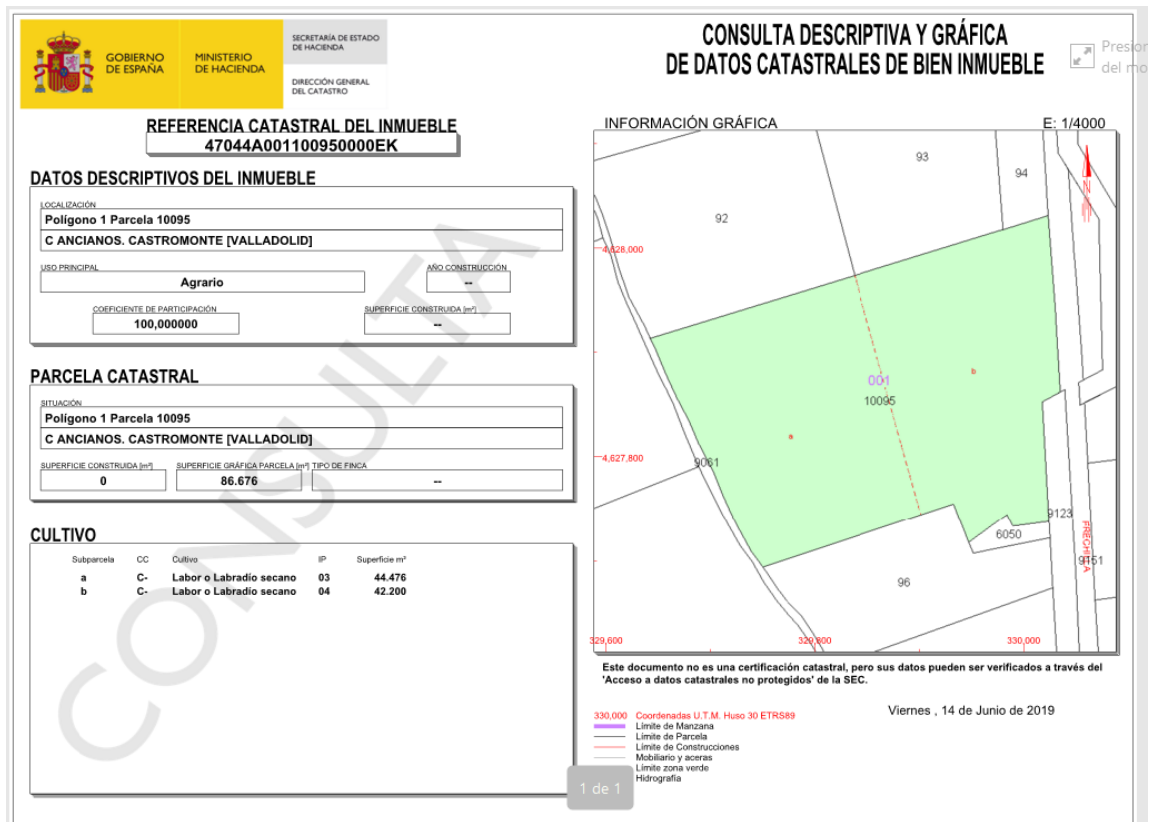 GOBIERNO
DE ESPAÑA
MINISTERIO
DE HACIENDA
SECRETARÍA DE ESTADO
DE HACIENDA
DIRECCIÓN GENERAL
DEL CATASTRO
CONSULTA DESCRIPTIVA Y GRÁFICA
DE DATOS CATASTRALES DE BIEN INMUEBLE
Presion
del mo
REFERENCIA CATASTRAL DEL INMUEBLE
47044A001100950000EK
DATOS DESCRIPTIVOS DEL INMUEBLE
LOCALIZACIÓN
Polígono 1 Parcela 10095
C ANCIANOS. CASTROMONTE [VALLADOLID]
USO PRINCIPAL
Agrario
AÑO CONSTRUCCIÓN
--
COEFICIENTE DE PARTICIPACIÓN
100,000000
SUPERFICIE CONSTRUIDA [m²]
--
PARCELA CATASTRAL
SITUACIÓN
Polígono 1 Parcela 10095
C ANCIANOS. CASTROMONTE [VALLADOLID]
SUPERFICIE CONSTRUIDA [m²]
0
SUPERFICIE GRÁFICA PARCELA [m²]
86.676
TIPO DE FINCA
--
CULTIVO
Subparcela CC Cultivo IP Superficie m²
a C- Labor o Labradío secano 03 44.476
b C- Labor o Labradío secano 04 42.200
CONSULTA
INFORMACIÓN GRÁFICA E: 1/4000
93
94
92
4,628,000
b
001
10095
a
4,627,800
9061
9123
6050
FRECHILLA
9151
96
329,600 329,800 330,000
Este documento no es una certificación catastral, pero sus datos pueden ser verificados a través del
'Acceso a datos catastrales no protegidos' de la SEC.
330,000 Coordenadas U.T.M. Huso 30 ETRS89
Límite de Manzana
Límite de Parcela
Límite de Construcciones
Mobiliario y aceras
Límite zona verde
Hidrografía
Viernes , 14 de Junio de 2019
1 de 1